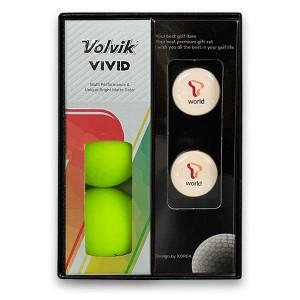 Volvik
VIVID
Multi Performance &
Unique Bright Matte Color
Your best golf item
Your best premium gift set
I wish you all the best in your golf life.
T
world
T
world
Design by KOREA